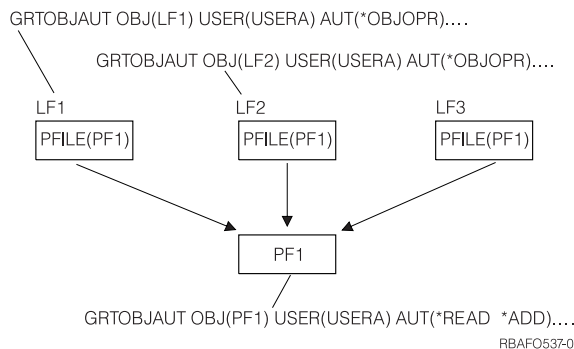 GRTOBJAUT OBJ(LF1) USER(USERA) AUT(*OBJOPR)....
GRTOBJAUT OBJ(LF2) USER(USERA) AUT(*OBJOPR)....
LF1 LF2 LF3
PFILE(PF1) PFILE(PF1) PFILE(PF1)
PF1
GRTOBJAUT OBJ(PF1) USER(USERA) AUT(*READ *ADD)....
RBAFO537-0